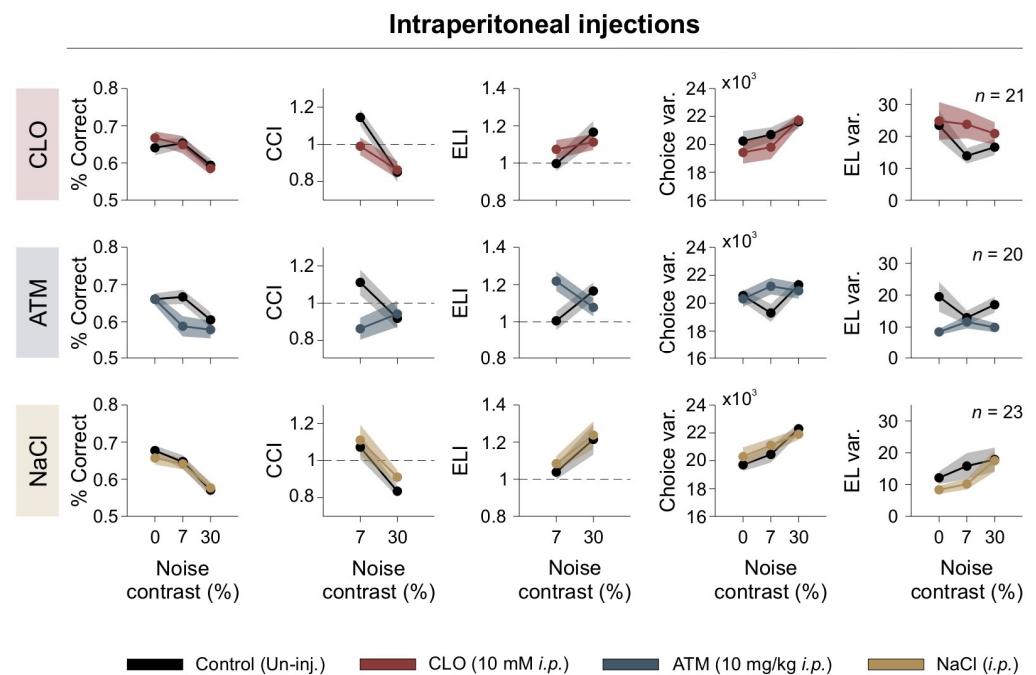 Intraperitoneal injections
CLO
% Correct
0.8
0.7
0.6
0.5
CCI
1.2
1
0.8
ELI
1.4
1.2
1
0.8
Choice var.
x10³
24
22
20
18
16
EL var.
30
20
10
0
n = 21
ATM
% Correct
0.8
0.7
0.6
0.5
CCI
1.2
1
0.8
ELI
1.4
1.2
1
0.8
Choice var.
x10³
24
22
20
18
16
EL var.
30
20
10
0
n = 20
NaCl
% Correct
0.8
0.7
0.6
0.5
CCI
1.2
1
0.8
ELI
1.4
1.2
1
0.8
Choice var.
x10³
24
22
20
18
16
EL var.
30
20
10
0
n = 23
0 7 30
7 30
7 30
0 7 30
0 7 30
Noise
contrast (%)
Noise
contrast (%)
Noise
contrast (%)
Noise
contrast (%)
Noise
contrast (%)
Control (Un-inj.)
CLO (10 mM i.p.)
ATM (10 mg/kg i.p.)
NaCl (i.p.)